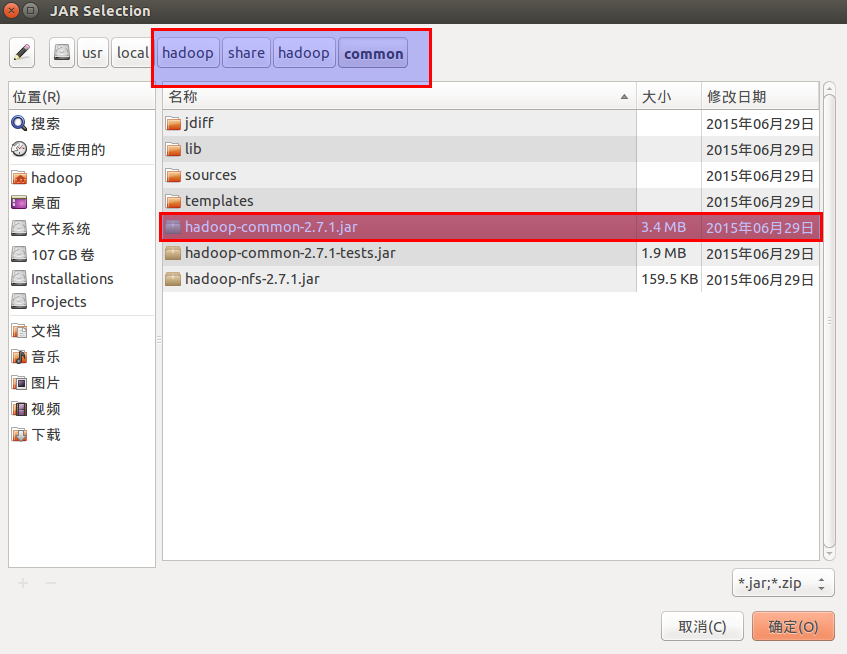 JAR Selection
usr local hadoop share hadoop common
位置(R)
搜索
最近使用的
hadoop
桌面
文件系统
107 GB 卷
Installations
Projects
文档
音乐
图片
视频
下载
名称 大小 修改日期
jdiff 2015年06月29日
lib 2015年06月29日
sources 2015年06月29日
templates 2015年06月29日
hadoop-common-2.7.1.jar 3.4 MB 2015年06月29日
hadoop-common-2.7.1-tests.jar 1.9 MB 2015年06月29日
hadoop-nfs-2.7.1.jar 159.5 KB 2015年06月29日
*.jar;*.zip
取消(C) 确定(O)